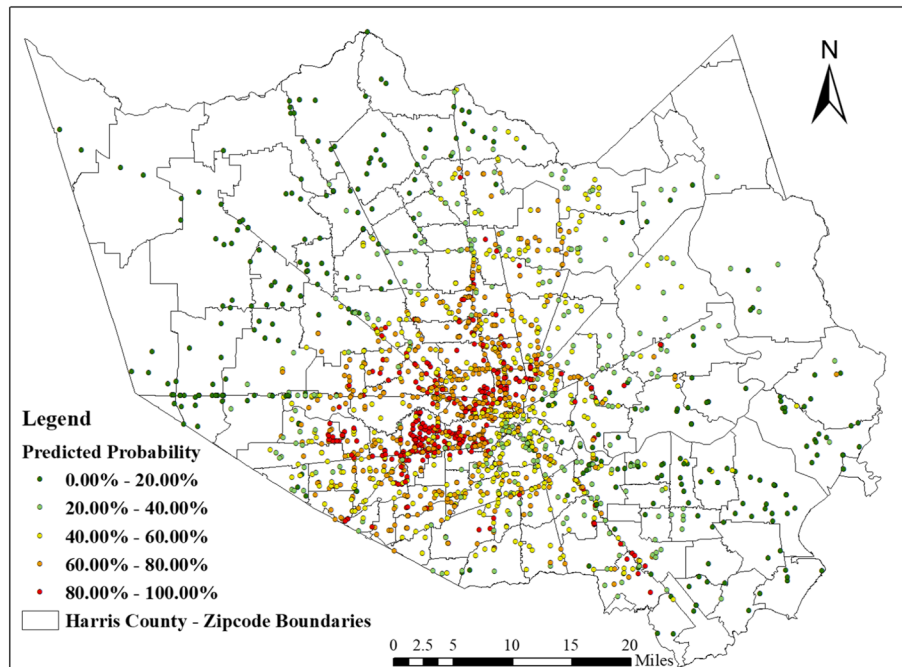 N
Legend
Predicted Probability
0.00% - 20.00%
20.00% - 40.00%
40.00% - 60.00%
60.00% - 80.00%
80.00% - 100.00%
Harris County - Zipcode Boundaries
0 2.5 5 10 15 20
Miles